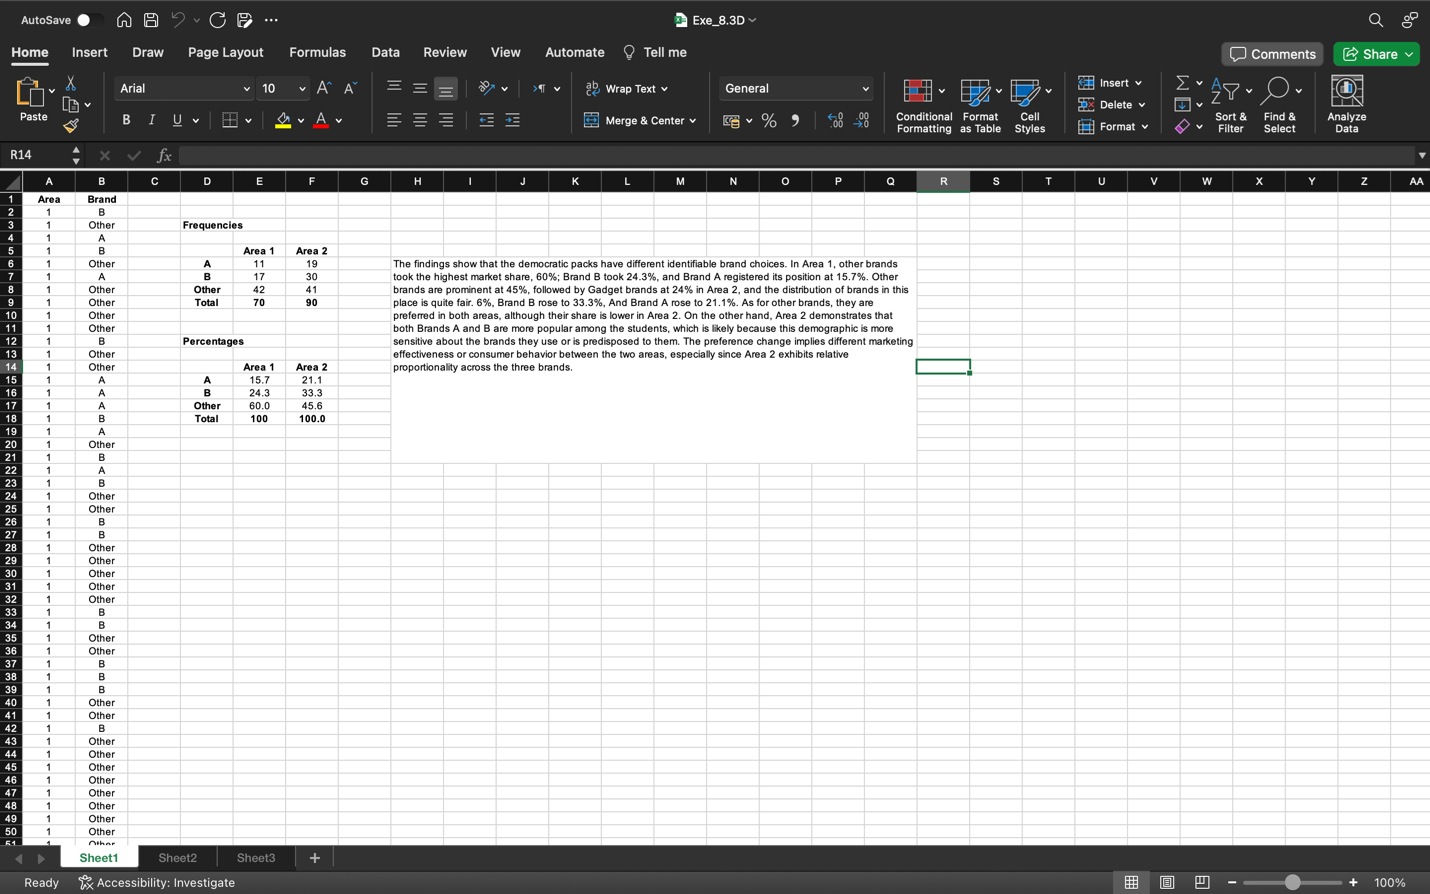 AutoSave
Exe_8.3D
Home Insert Draw Page Layout Formulas Data Review View Automate Tell me
Comments Share
Paste
Arial 10
B I U
Wrap Text
Merge & Center
General
Conditional Formatting
Format as Table
Cell Styles
Insert
Delete
Format
Sort & Filter
Find & Select
Analyze Data
R14 fx
A B C D E F G H I J K L M N O P Q R S T U V W X Y Z AA
1 Area Brand
2 1 B
3 1 Other Frequencies
4 1 A
5 1 B Area 1 Area 2
6 1 Other A 11 19 The findings show that the democratic packs have different identifiable brand choices. In Area 1, other brands
7 1 A B 17 30 took the highest market share, 60%; Brand B took 24.3%, and Brand A registered its position at 15.7%. Other
8 1 Other Other 42 41 brands are prominent at 45%, followed by Gadget brands at 24% in Area 2, and the distribution of brands in this
9 1 Other Total 70 90 place is quite fair. 6%, Brand B rose to 33.3%, And Brand A rose to 21.1%. As for other brands, they are
10 1 Other preferred in both areas, although their share is lower in Area 2. On the other hand, Area 2 demonstrates that
11 1 Other both Brands A and B are more popular among the students, which is likely because this demographic is more
12 1 B Percentages sensitive about the brands they use or is predisposed to them. The preference change implies different marketing
13 1 Other effectiveness or consumer behavior between the two areas, especially since Area 2 exhibits relative
14 1 Other Area 1 Area 2 proportionality across the three brands.
15 1 A A 15.7 21.1
16 1 A B 24.3 33.3
17 1 A Other 60.0 45.6
18 1 B Total 100 100.0
19 1 A
20 1 Other
21 1 B
22 1 A
23 1 B
24 1 Other
25 1 Other
26 1 B
27 1 B
28 1 Other
29 1 Other
30 1 Other
31 1 Other
32 1 Other
33 1 B
34 1 B
35 1 Other
36 1 Other
37 1 B
38 1 B
39 1 B
40 1 Other
41 1 Other
42 1 B
43 1 Other
44 1 Other
45 1 Other
46 1 Other
47 1 Other
48 1 Other
49 1 Other
50 1 Other
51 1 Other
Sheet1 Sheet2 Sheet3 +
Ready Accessibility: Investigate 100%